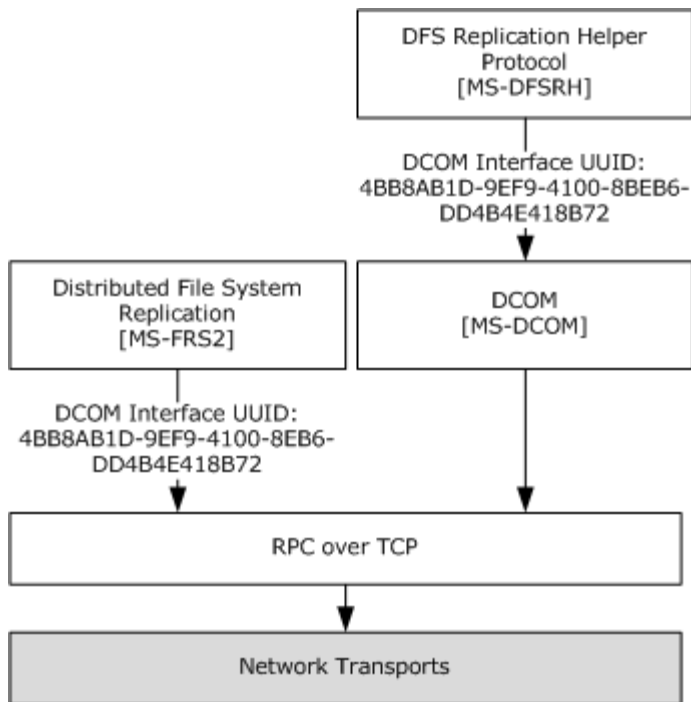 DFS Replication Helper
Protocol
[MS-DFSRH]
DCOM Interface UUID:
4BB8AB1D-9EF9-4100-8BEB6-
DD4B4E418B72
Distributed File System
Replication
[MS-FRS2]
DCOM
[MS-DCOM]
DCOM Interface UUID:
4BB8AB1D-9EF9-4100-8EB6-
DD4B4E418B72
RPC over TCP
Network Transports